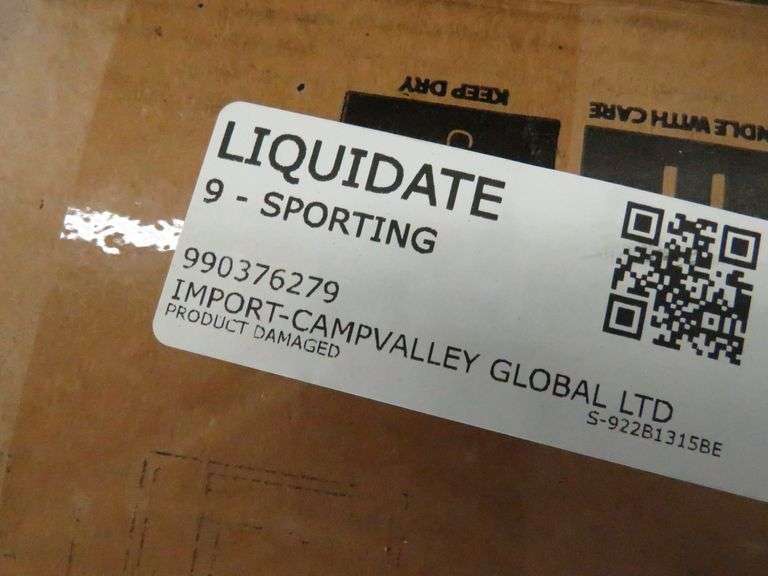 KEEP DRY
HANDLE WITH CARE
LIQUIDATE
9 - SPORTING
990376279
IMPORT-CAMPVALLEY GLOBAL LTD
PRODUCT DAMAGED
S-922B1315BE